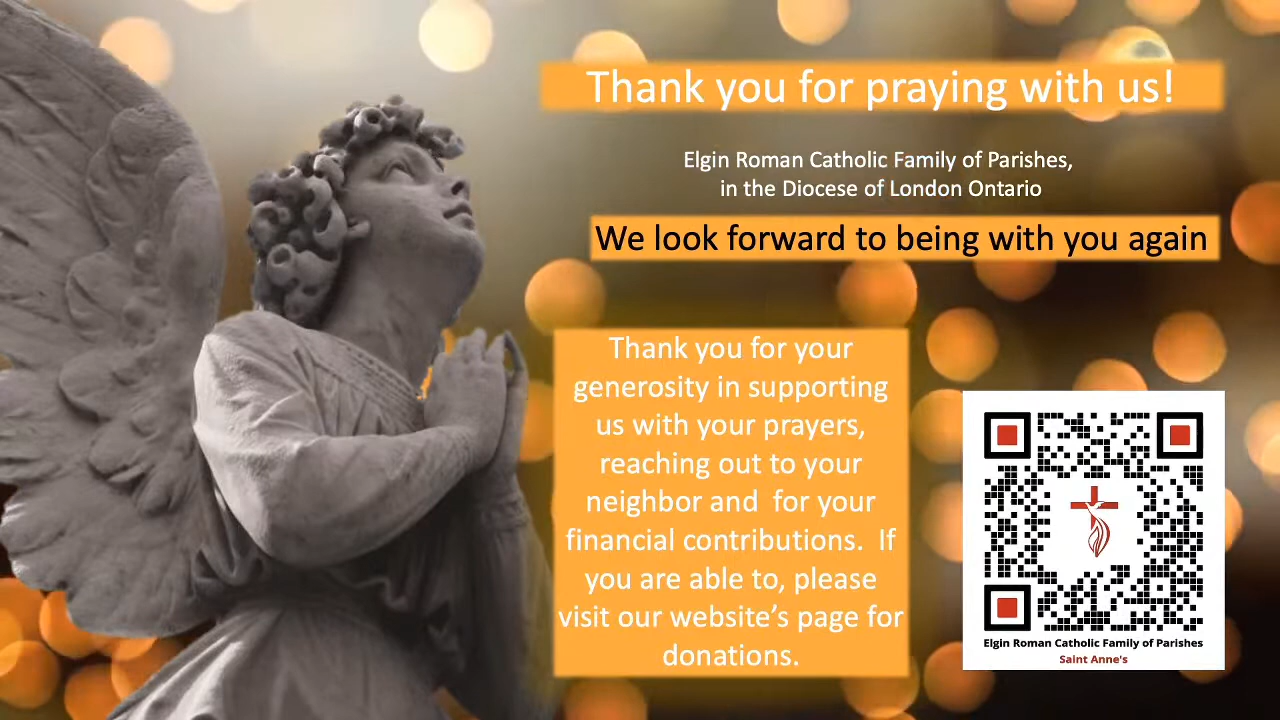 Thank you for praying with us!
Elgin Roman Catholic Family of Parishes,
in the Diocese of London Ontario
We look forward to being with you again
Thank you for your
generosity in supporting
us with your prayers,
reaching out to your
neighbor and  for your
financial contributions.  If
you are able to, please
visit our website’s page for
donations.
Elgin Roman Catholic Family of Parishes
Saint Anne's